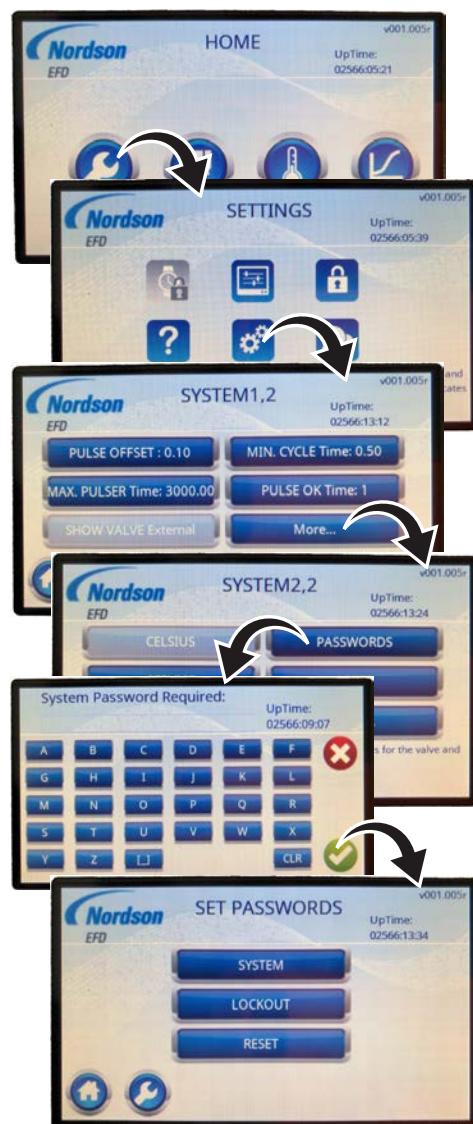 v001.005r
Nordson
EFD
HOME
UpTime:
02566:05:21
v001.005r
Nordson
EFD
SETTINGS
UpTime:
02566:05:39
?
and
cates
v001.005r
Nordson
EFD
SYSTEM1,2
UpTime:
02566:13:12
PULSE OFFSET : 0.10
MIN. CYCLE Time: 0.50
MAX. PULSER Time: 3000.00
PULSE OK Time: 1
SHOW VALVE External
More...
v001.005r
Nordson
EFD
SYSTEM2,2
UpTime:
02566:13:24
CELSIUS
PASSWORDS
s for the valve and
System Password Required:
UpTime:
02566:09:07
A B C D E F
G H I J K L
M N O P Q R
S T U V W X
Y Z [_] CLR
v001.005r
Nordson
EFD
SET PASSWORDS
UpTime:
02566:13:34
SYSTEM
LOCKOUT
RESET